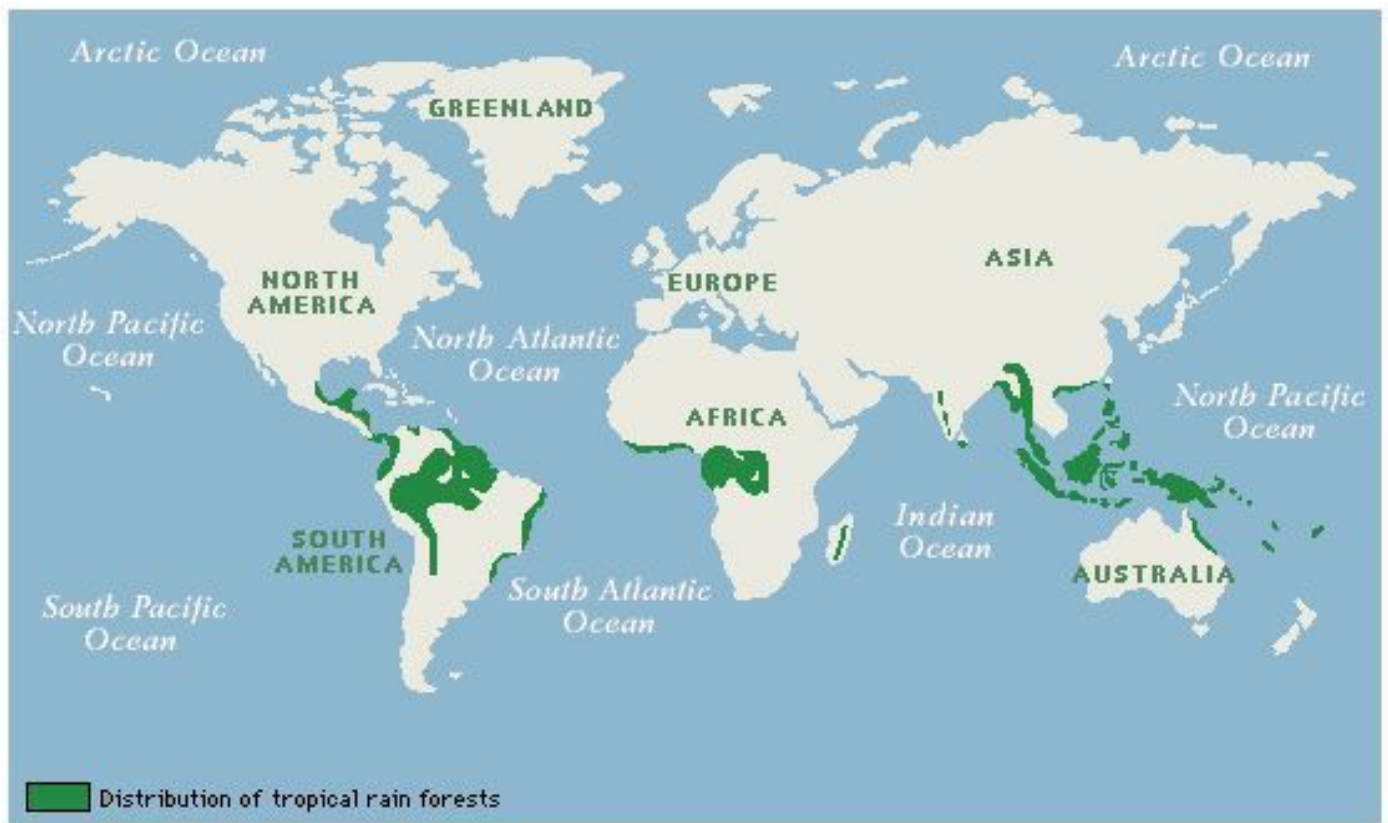 Arctic Ocean
Arctic Ocean
GREENLAND
NORTH
AMERICA
EUROPE
ASIA
North Pacific
Ocean
North Atlantic
Ocean
AFRICA
North Pacific
Ocean
SOUTH
AMERICA
Indian
Ocean
AUSTRALIA
South Pacific
Ocean
South Atlantic
Ocean
Distribution of tropical rain forests